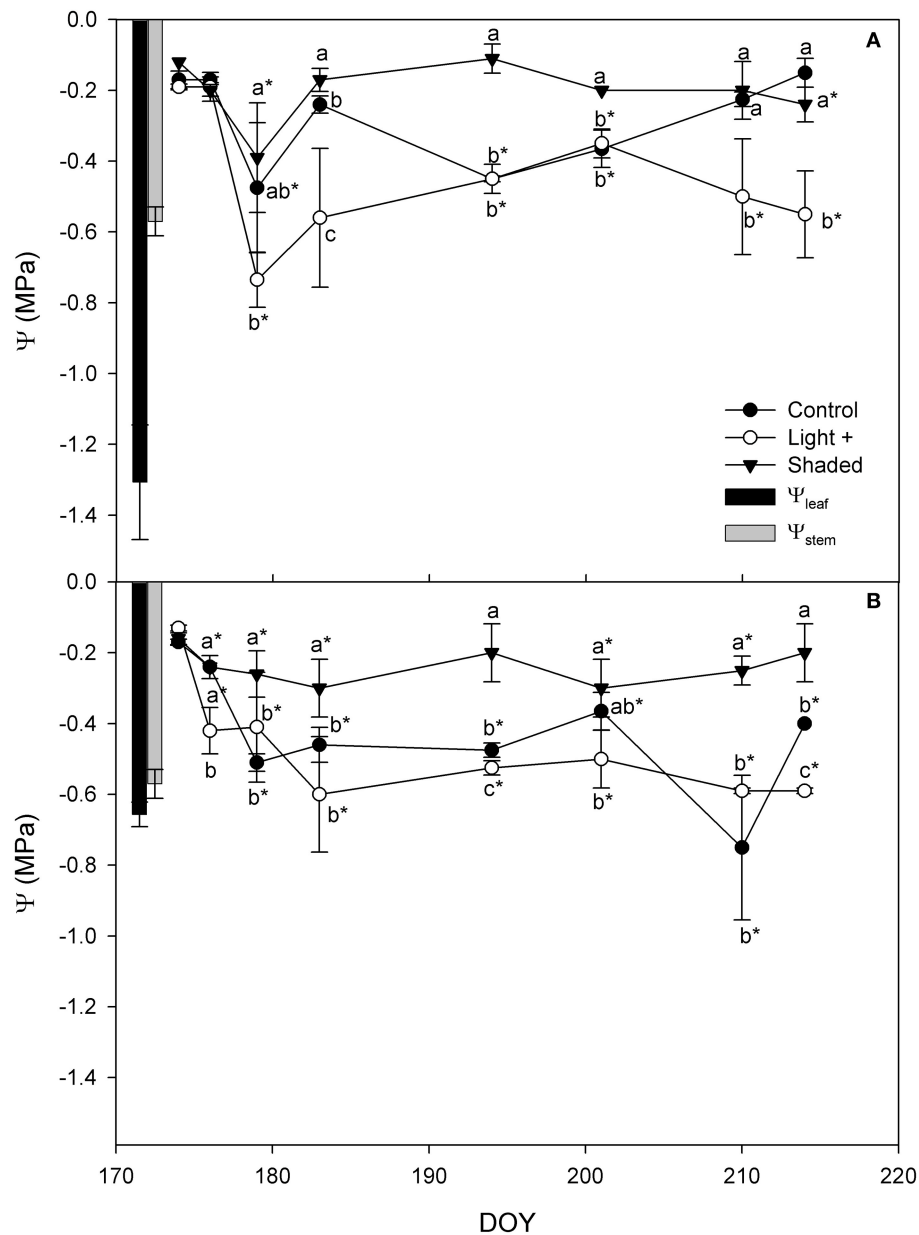 0.0
A
a
a
a
a*
a
a
-0.2
b
b*
a
a*
ab*
b*
-0.4
b*
b*
b*
b*
-0.6
c
-0.8
b*
Ψ (MPa)
-1.0
-1.2
-1.4
Control
Light +
Shaded
Ψleaf
Ψstem
0.0
B
a
a
a*
a*
a*
a*
a*
-0.2
a*
b*
b*
ab*
b*
-0.4
b*
b*
c*
-0.6
b
b*
b*
c*
b*
-0.8
Ψ (MPa)
b*
-1.0
-1.2
-1.4
170 180 190 200 210 220
DOY